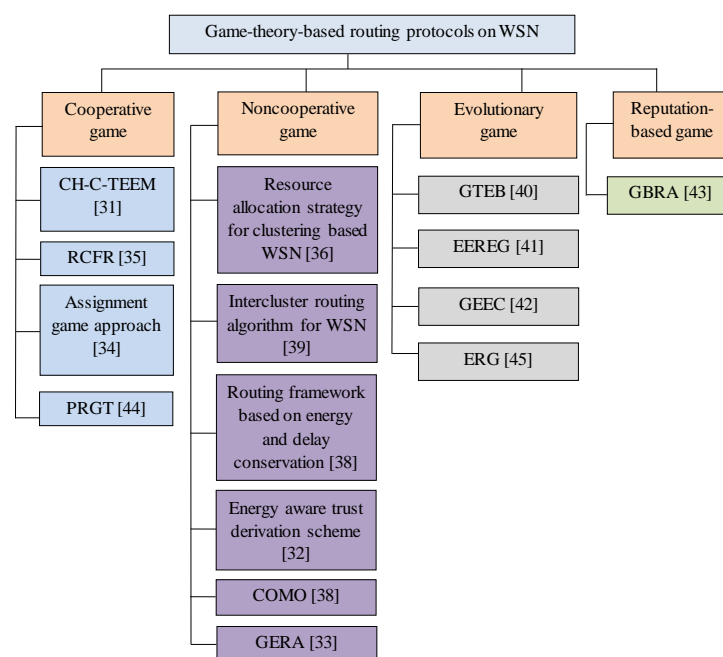 Game-theory-based routing protocols on WSN
Cooperative
game
CH-C-TEEM
[31]
RCFR [35]
Assignment
game approach
[34]
PRGT [44]
Noncooperative
game
Resource
allocation strategy
for clustering based
WSN [36]
Intercluster routing
algorithm for WSN
[39]
Routing framework
based on energy
and delay
conservation [38]
Energy aware trust
derivation scheme
[32]
COMO [38]
GERA [33]
Evolutionary
game
GTEB [40]
EEREG [41]
GEEC [42]
ERG [45]
Reputation-
based game
GBRA [43]